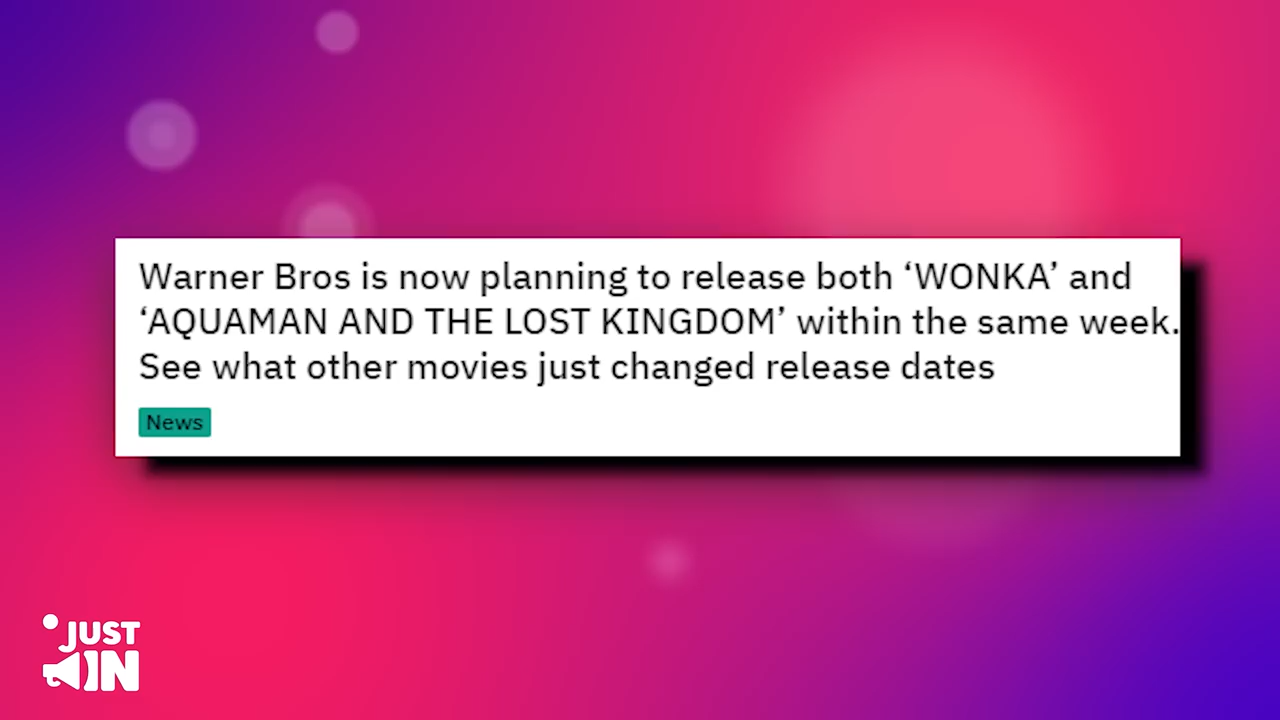 Warner Bros is now planning to release both ‘WONKA’ and
‘AQUAMAN AND THE LOST KINGDOM’ within the same week.
See what other movies just changed release dates
News
JUST
IN